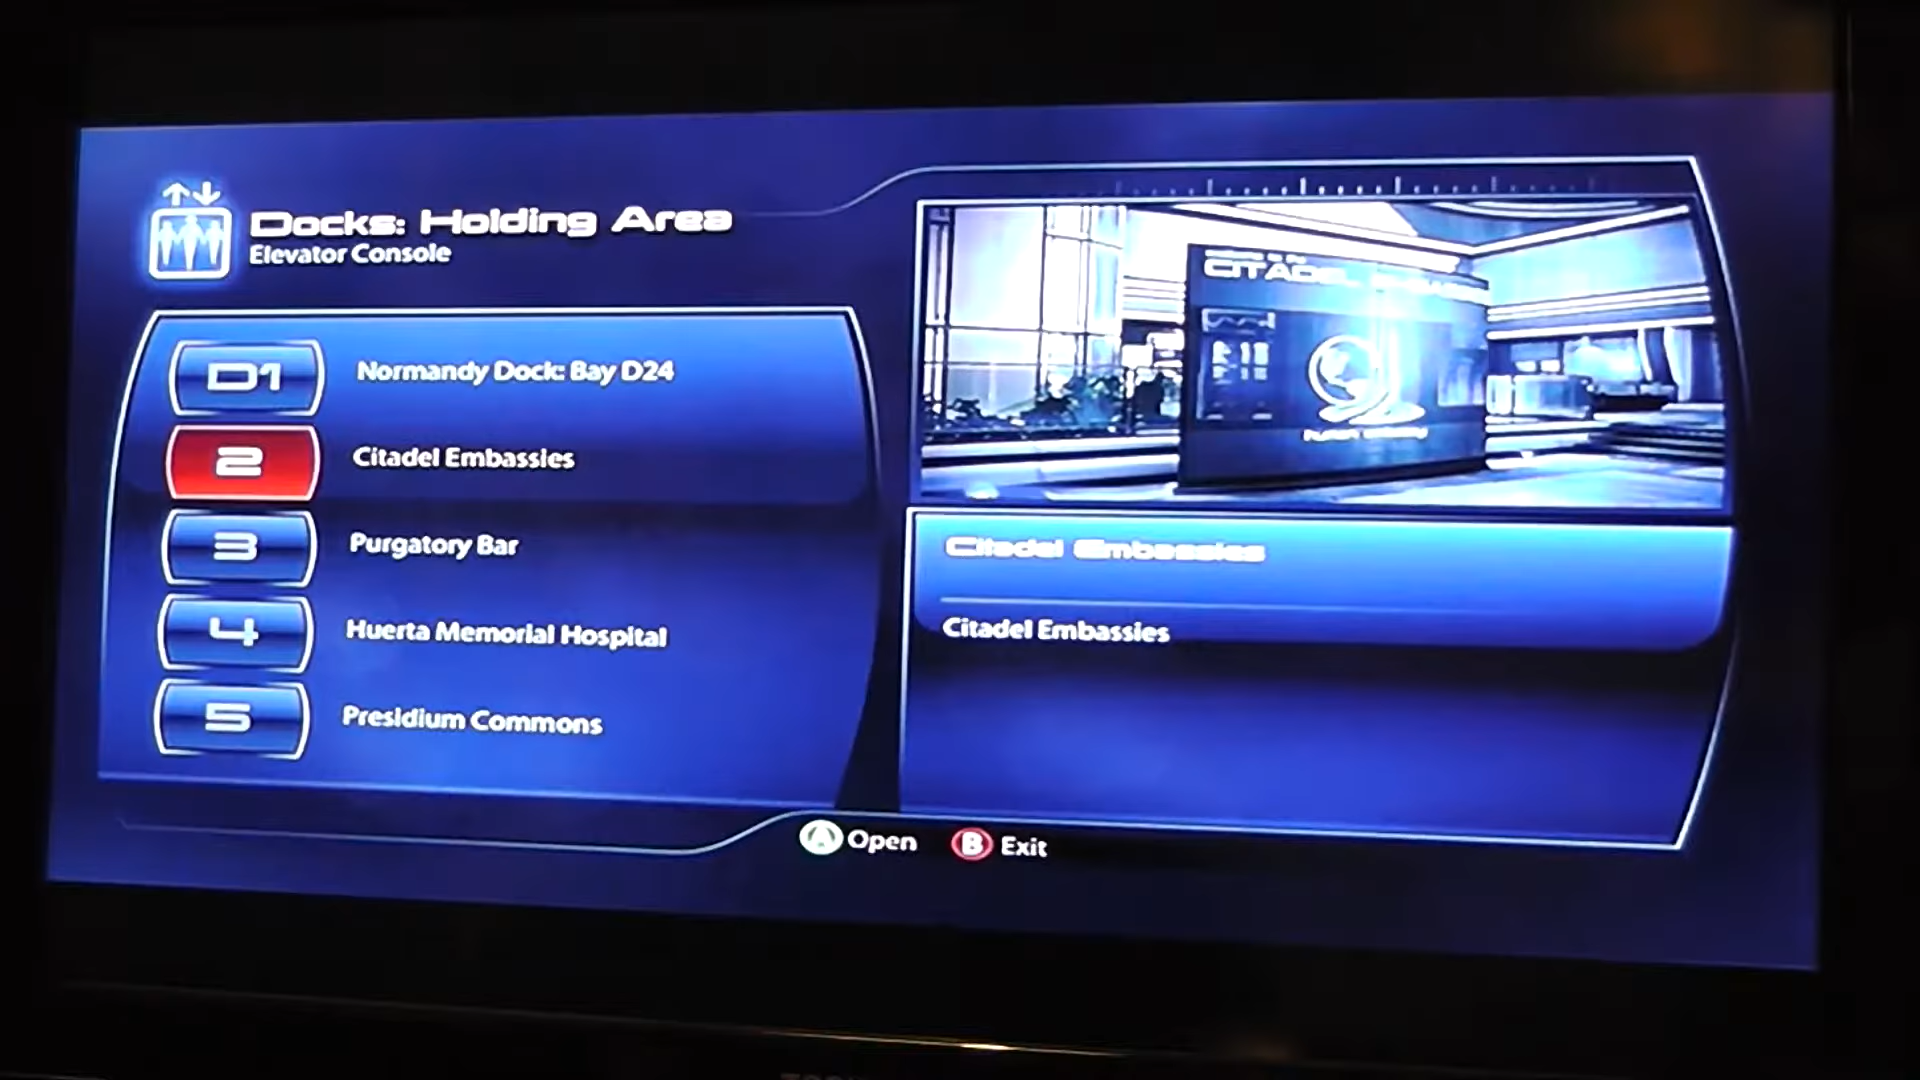 Docks: Holding Area
Elevator Console
D1 Normandy Dock: Bay D24
2 Citadel Embassies
3 Purgatory Bar
4 Huerta Memorial Hospital
5 Presidium Commons
CITADEL
Citadel Embassies
Citadel Embassies
A Open B Exit